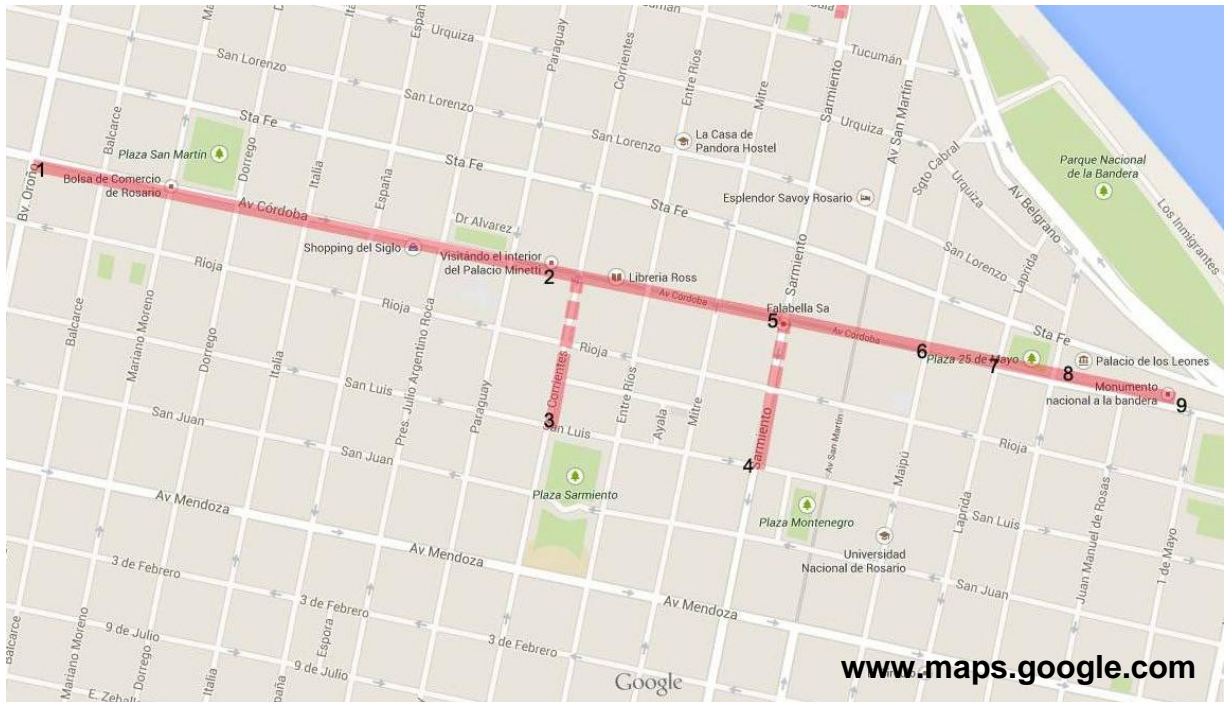 Italia
España
Paraguay
Urquiza
Urquiza
Corrientes
Entre Ríos
Mitre
Sarmiento
Tucumán
Av San Martín
San Lorenzo
San Lorenzo
San Lorenzo
Urquiza
Balcarce
Sta Fe
Sta Fe
La Casa de
Pandora Hostel
Sgto Cabral
Urquiza
Parque Nacional
de la Bandera
Av Belgrano
Los Inmigrantes
Plaza San Martín
Dorrego
Italia
España
1
Bv. Oroño
Bolsa de Comercio
de Rosario
Av Córdoba
Dr Alvarez
Sta Fe
Esplendor Savoy Rosario
San Lorenzo
Laprida
Shopping del Siglo
Visitando el interior
del Palacio Minetti
2
Libreria Ross
Av Córdoba
Sarmiento
Rioja
Rioja
Falabella Sa
5
Av Córdoba
6
Sta Fe
Plaza 25 de Mayo
7
8
Palacio de los Leones
Monumento
nacional a la bandera
9
Balcarce
Mariano Moreno
Dorrego
Italia
Pres. Julio Argentino Roca
Paraguay
Corrientes
Rioja
Entre Ríos
Ayala
Mitre
Sarmiento
Av San Martín
Maipú
Laprida
Rioja
San Luis
San Luis
3
San Juan
San Juan
4
Plaza Sarmiento
Plaza Montenegro
San Luis
Juan Manuel de Rosas
1 de Mayo
Universidad
Nacional de Rosario
San Juan
Av Mendoza
Av Mendoza
Av Mendoza
3 de Febrero
3 de Febrero
3 de Febrero
9 de Julio
9 de Julio
Balcarce
Mariano Moreno
Dorrego
Italia
España
Espora
E. Zeballos
Google
www.maps.google.com